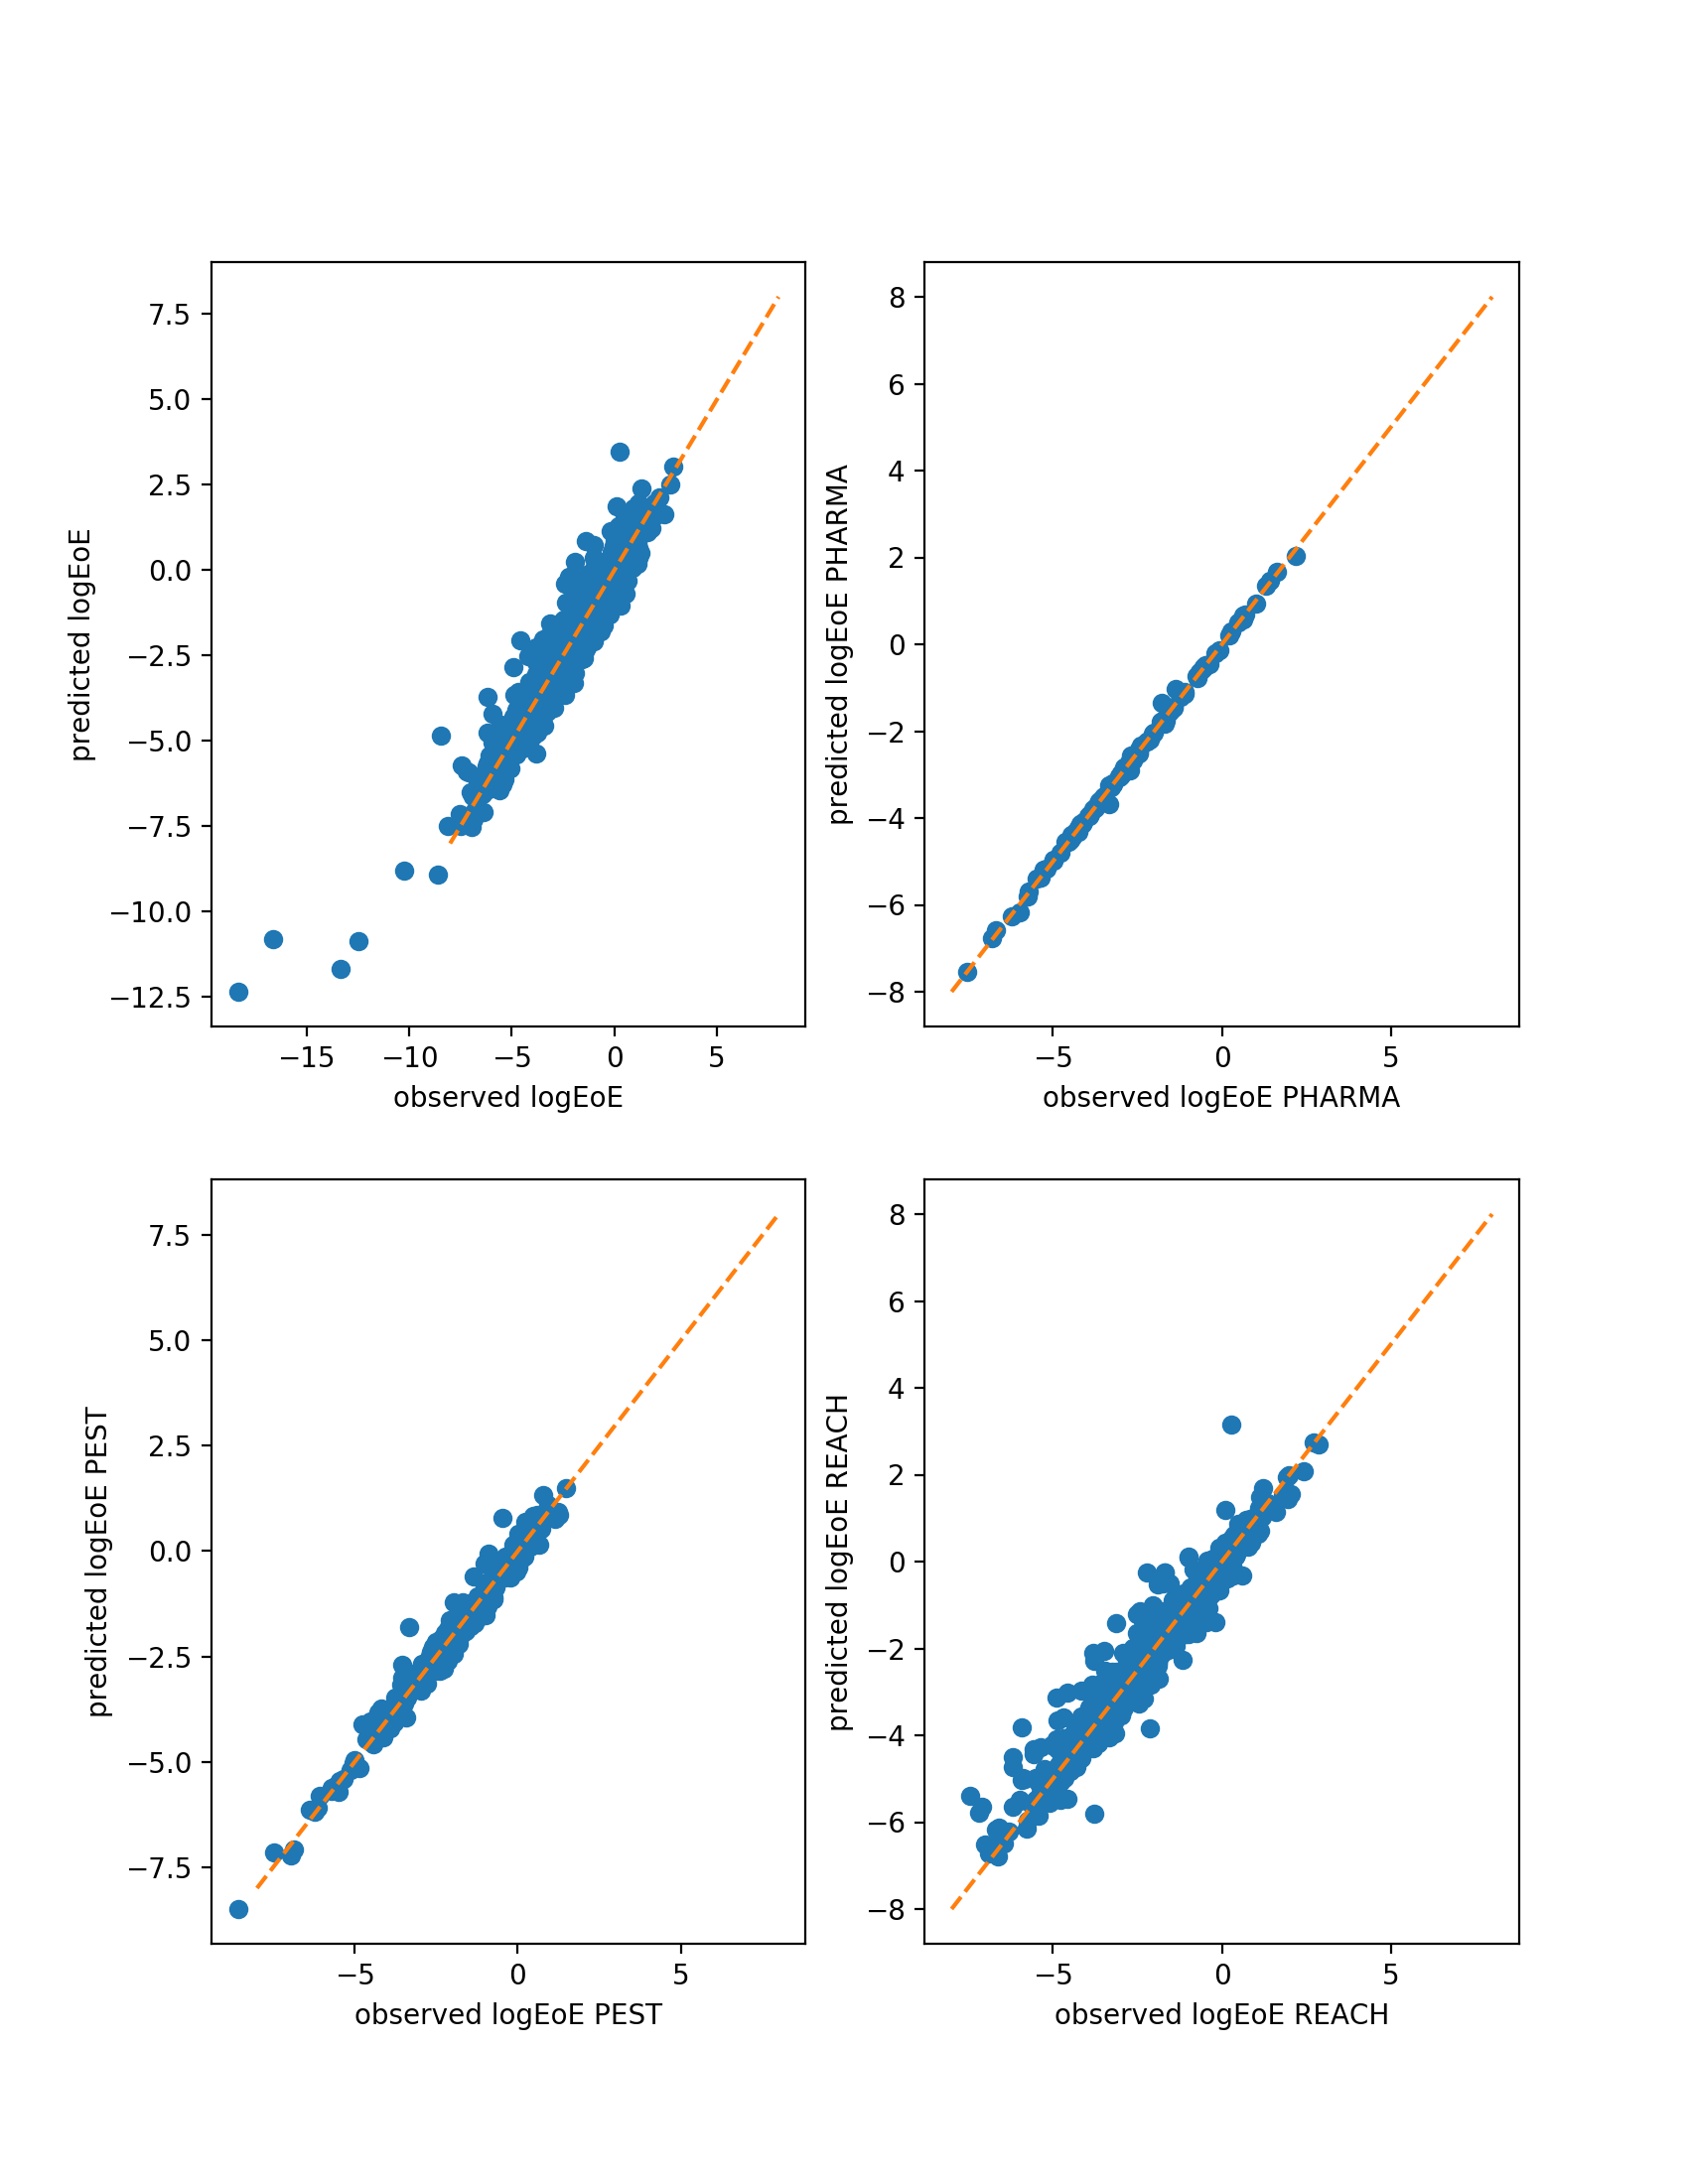 predicted logEoE
7.5
5.0
2.5
0.0
−2.5
−5.0
−7.5
−10.0
−12.5
−15 −10 −5 0 5
observed logEoE
predicted logEoE PHARMA
8
6
4
2
0
−2
−4
−6
−8
−5 0 5
observed logEoE PHARMA
predicted logEoE PEST
7.5
5.0
2.5
0.0
−2.5
−5.0
−7.5
−5 0 5
observed logEoE PEST
predicted logEoE REACH
8
6
4
2
0
−2
−4
−6
−8
−5 0 5
observed logEoE REACH